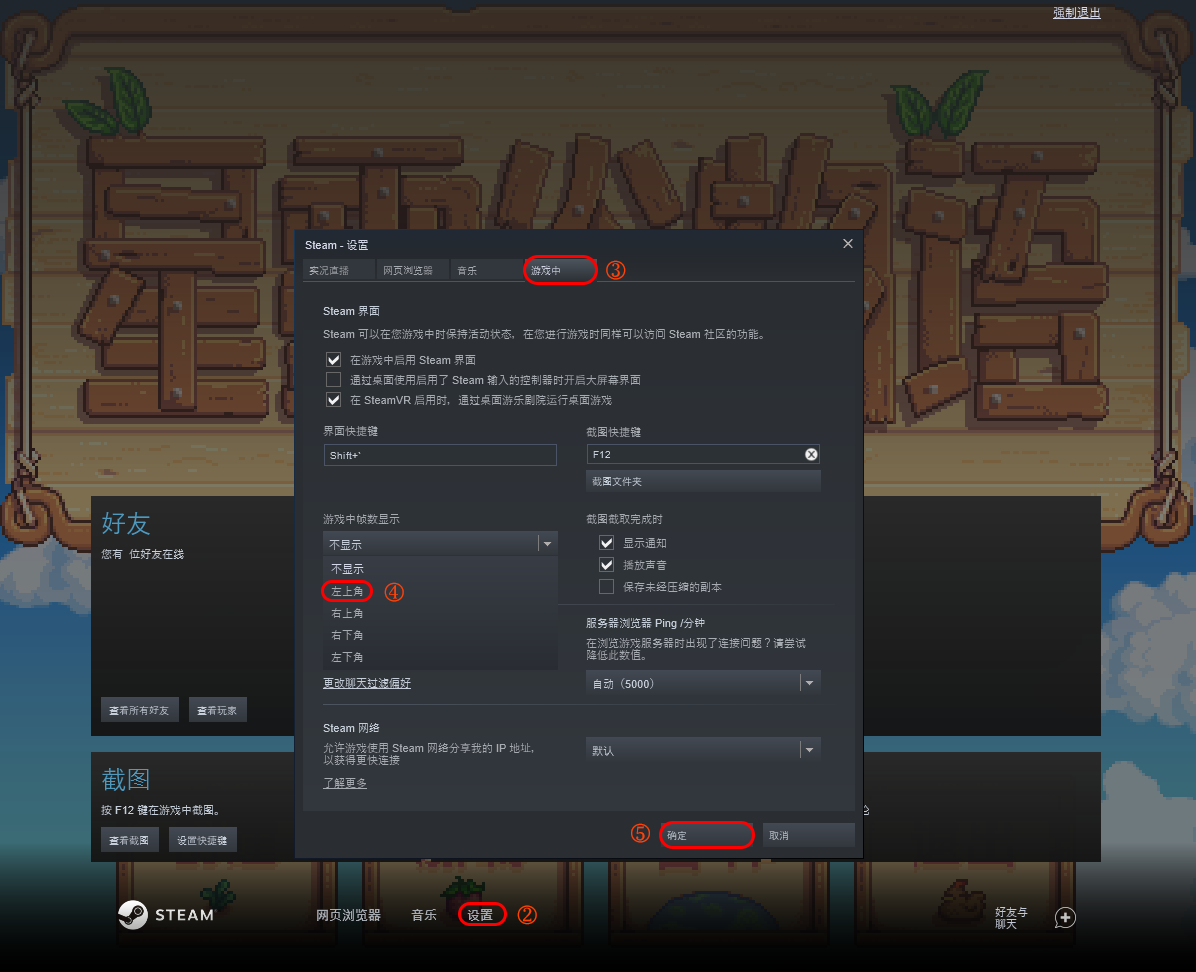 强制退出
星露谷物语
Steam - 设置
实况直播
网页浏览器
音乐
游戏中
③
Steam 界面
Steam 可以在您游戏中时保持活动状态，在您进行游戏时同样可以访问 Steam 社区的功能。
在游戏中启用 Steam 界面
通过桌面使用启用了 Steam 输入的控制器时开启大屏幕界面
在 SteamVR 启用时，通过桌面游乐剧院运行桌面游戏
界面快捷键
Shift+`
截图快捷键
F12
截图文件夹
游戏中帧数显示
不显示
不显示
左上角
④
右上角
右下角
左下角
更改聊天过滤偏好
截图截取完成时
显示通知
播放声音
保存未经压缩的副本
服务器浏览器 Ping /分钟
在浏览游戏服务器时出现了连接问题？请尝试
降低此数值。
自动（5000）
Steam 网络
允许游戏使用 Steam 网络分享我的 IP 地址，
以获得更快连接
了解更多
默认
⑤
确定
取消
好友
您有 位好友在线
查看所有好友
查看玩家
截图
按 F12 键在游戏中截图。
查看截图
设置快捷键
STEAM
网页浏览器
音乐
设置
②
好友与
聊天